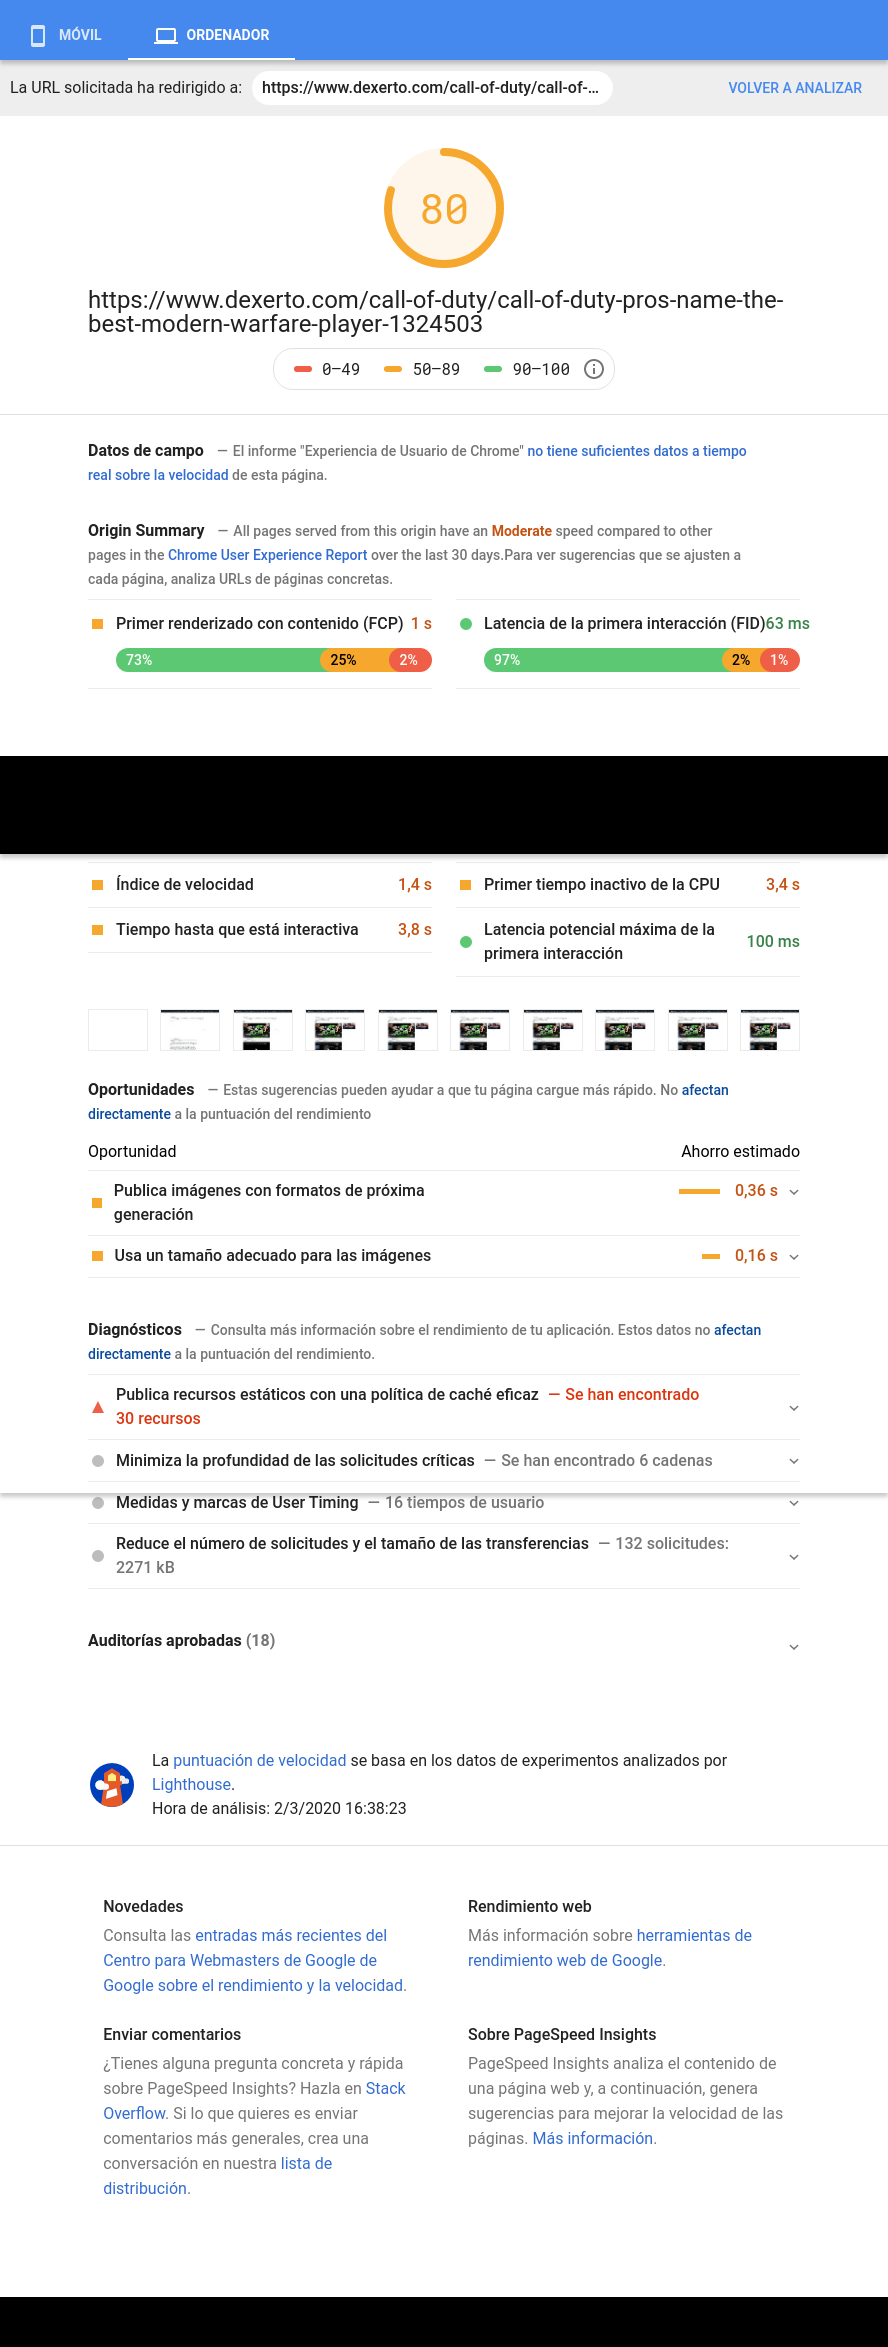 MÓVIL
ORDENADOR
La URL solicitada ha redirigido a: https://www.dexerto.com/call-of-duty/call-of-... VOLVER A ANALIZAR
80
https://www.dexerto.com/call-of-duty/call-of-duty-pros-name-the-
best-modern-warfare-player-1324503
0–49 50–89 90–100
Datos de campo — El informe "Experiencia de Usuario de Chrome" no tiene suficientes datos a tiempo
real sobre la velocidad de esta página.
Origin Summary — All pages served from this origin have an Moderate speed compared to other
pages in the Chrome User Experience Report over the last 30 days.Para ver sugerencias que se ajusten a
cada página, analiza URLs de páginas concretas.
Primer renderizado con contenido (FCP) 1 s
73% 25% 2%
Latencia de la primera interacción (FID)63 ms
97% 2% 1%
Índice de velocidad 1,4 s
Primer tiempo inactivo de la CPU 3,4 s
Tiempo hasta que está interactiva 3,8 s
Latencia potencial máxima de la
primera interacción 100 ms
Oportunidades — Estas sugerencias pueden ayudar a que tu página cargue más rápido. No afectan
directamente a la puntuación del rendimiento
Oportunidad Ahorro estimado
Publica imágenes con formatos de próxima
generación 0,36 s
Usa un tamaño adecuado para las imágenes 0,16 s
Diagnósticos — Consulta más información sobre el rendimiento de tu aplicación. Estos datos no afectan
directamente a la puntuación del rendimiento.
Publica recursos estáticos con una política de caché eficaz — Se han encontrado
30 recursos
Minimiza la profundidad de las solicitudes críticas — Se han encontrado 6 cadenas
Medidas y marcas de User Timing — 16 tiempos de usuario
Reduce el número de solicitudes y el tamaño de las transferencias — 132 solicitudes:
2271 kB
Auditorías aprobadas (18)
La puntuación de velocidad se basa en los datos de experimentos analizados por
Lighthouse.
Hora de análisis: 2/3/2020 16:38:23
Novedades
Consulta las entradas más recientes del
Centro para Webmasters de Google de
Google sobre el rendimiento y la velocidad.
Rendimiento web
Más información sobre herramientas de
rendimiento web de Google.
Enviar comentarios
¿Tienes alguna pregunta concreta y rápida
sobre PageSpeed Insights? Hazla en Stack
Overflow. Si lo que quieres es enviar
comentarios más generales, crea una
conversación en nuestra lista de
distribución.
Sobre PageSpeed Insights
PageSpeed Insights analiza el contenido de
una página web y, a continuación, genera
sugerencias para mejorar la velocidad de las
páginas. Más información.